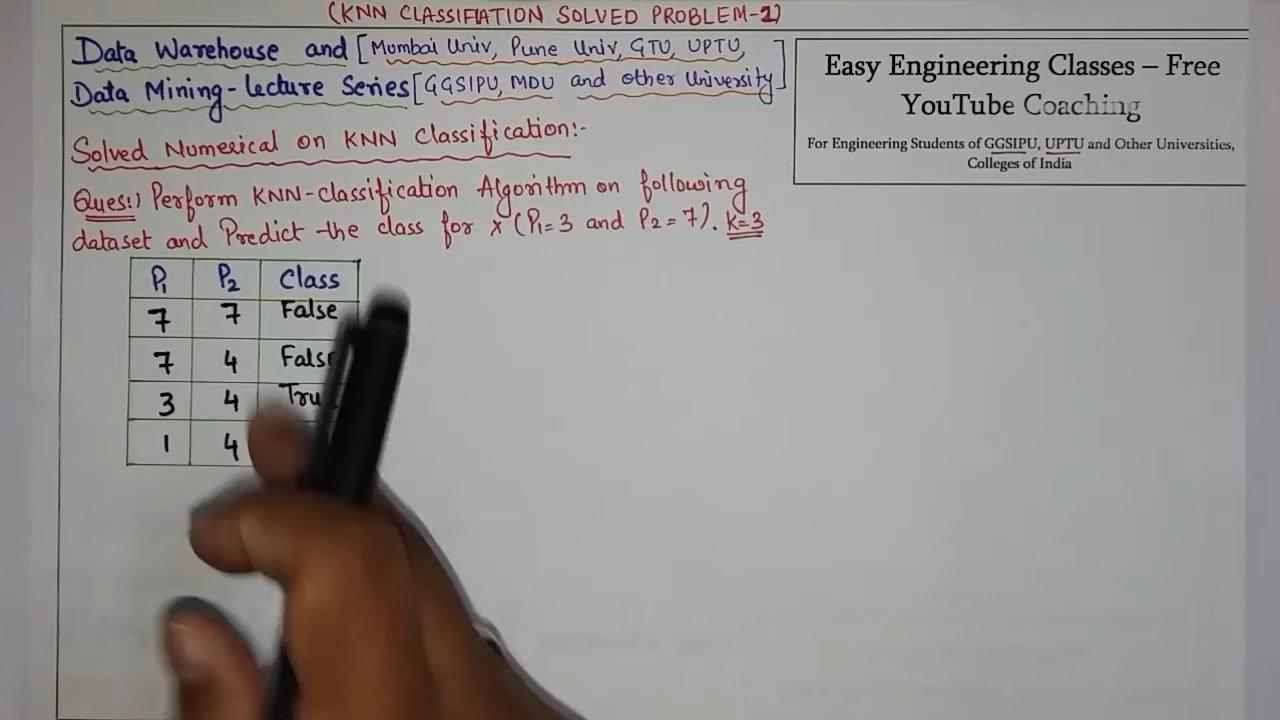 (KNN CLASSIFIATION SOLVED PROBLEM-1)
Data Warehouse and [Mumbai Univ, Pune Univ, GTU, UPTU,
Data Mining-Lecture Series [GGSIPU, MDU and other University]
Easy Engineering Classes – Free
YouTube Coaching
For Engineering Students of GGSIPU, UPTU and Other Universities,
Colleges of India
Solved Numerical on KNN Classification:-
Ques:1) Perform KNN-Classification Algorithm on following
dataset and Predict the class for x (P1=3 and P2=7). K=3
P1 P2 Class
7 7 False
7 4 Fals
3 4 Tru
1 4